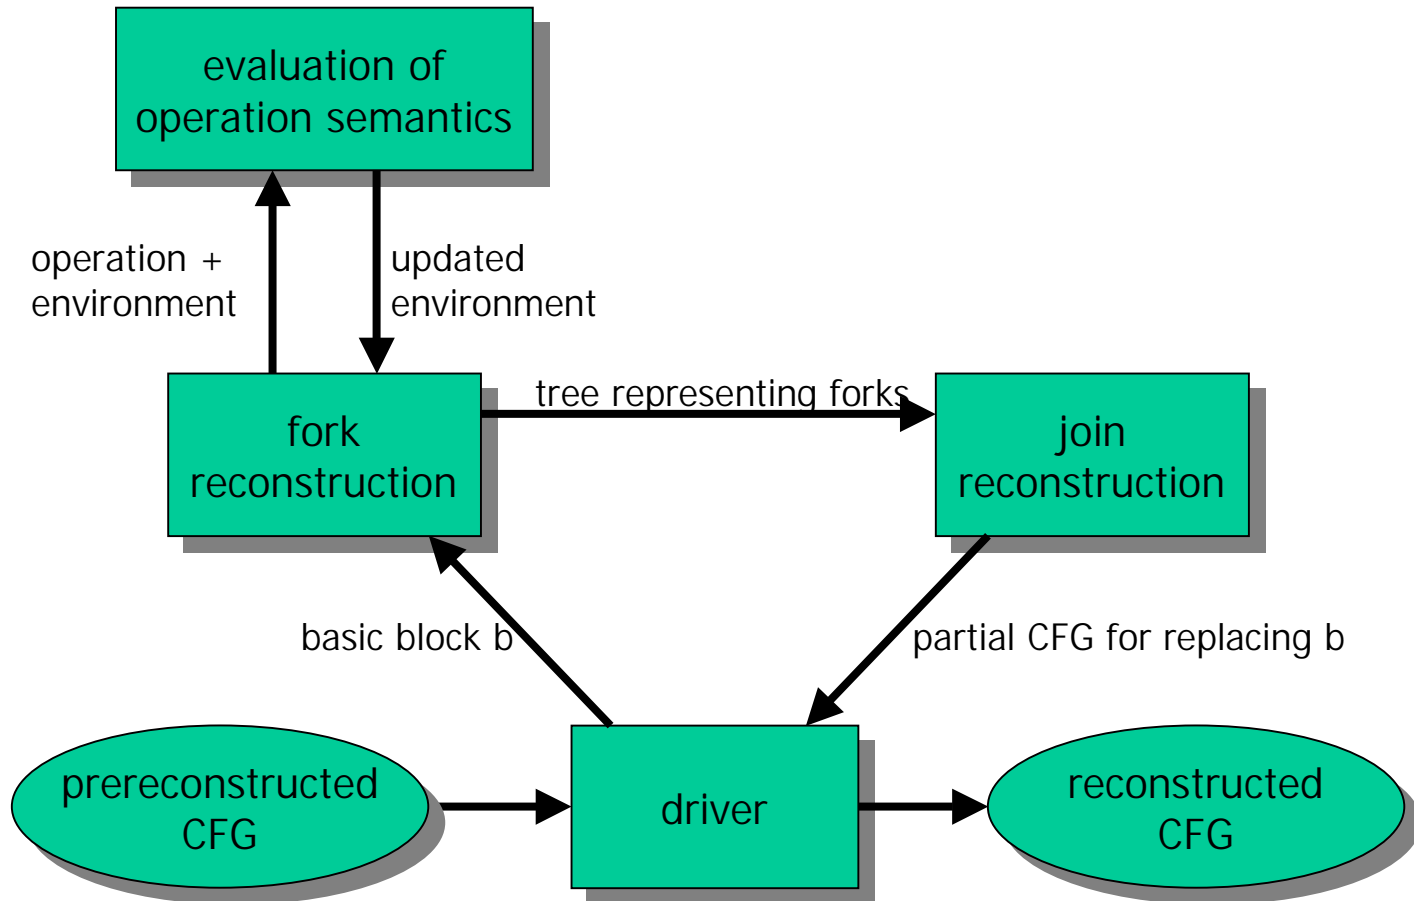 evaluation of
operation semantics
operation +
environment
updated
environment
tree representing forks
fork
reconstruction
join
reconstruction
basic block b
partial CFG for replacing b
prereconstructed
CFG
driver
reconstructed
CFG